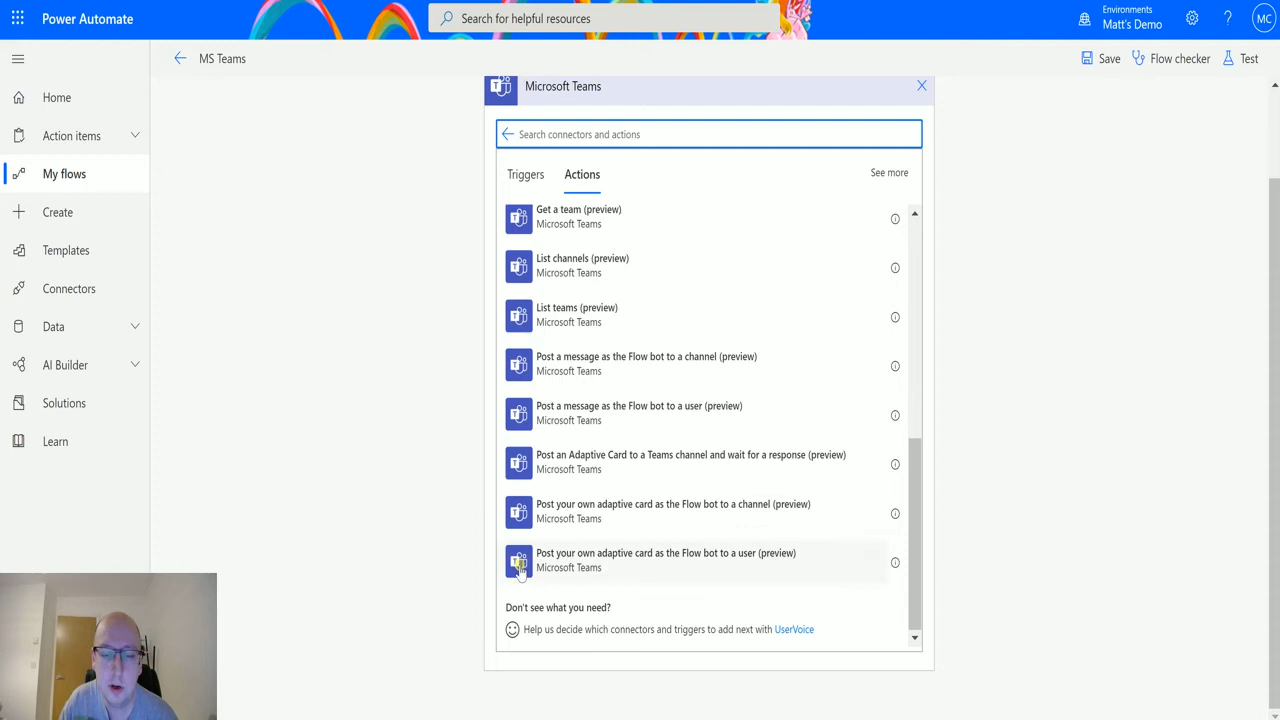 Power Automate
Search for helpful resources
Environments
Matt's Demo
?
MC
MS Teams
Save
Flow checker
Test
Home
Action items
My flows
Create
Templates
Connectors
Data
AI Builder
Solutions
Learn
Microsoft Teams
Search connectors and actions
Triggers
Actions
See more
Get a team (preview)
Microsoft Teams
List channels (preview)
Microsoft Teams
List teams (preview)
Microsoft Teams
Post a message as the Flow bot to a channel (preview)
Microsoft Teams
Post a message as the Flow bot to a user (preview)
Microsoft Teams
Post an Adaptive Card to a Teams channel and wait for a response (preview)
Microsoft Teams
Post your own adaptive card as the Flow bot to a channel (preview)
Microsoft Teams
Post your own adaptive card as the Flow bot to a user (preview)
Microsoft Teams
Don't see what you need?
Help us decide which connectors and triggers to add next with UserVoice